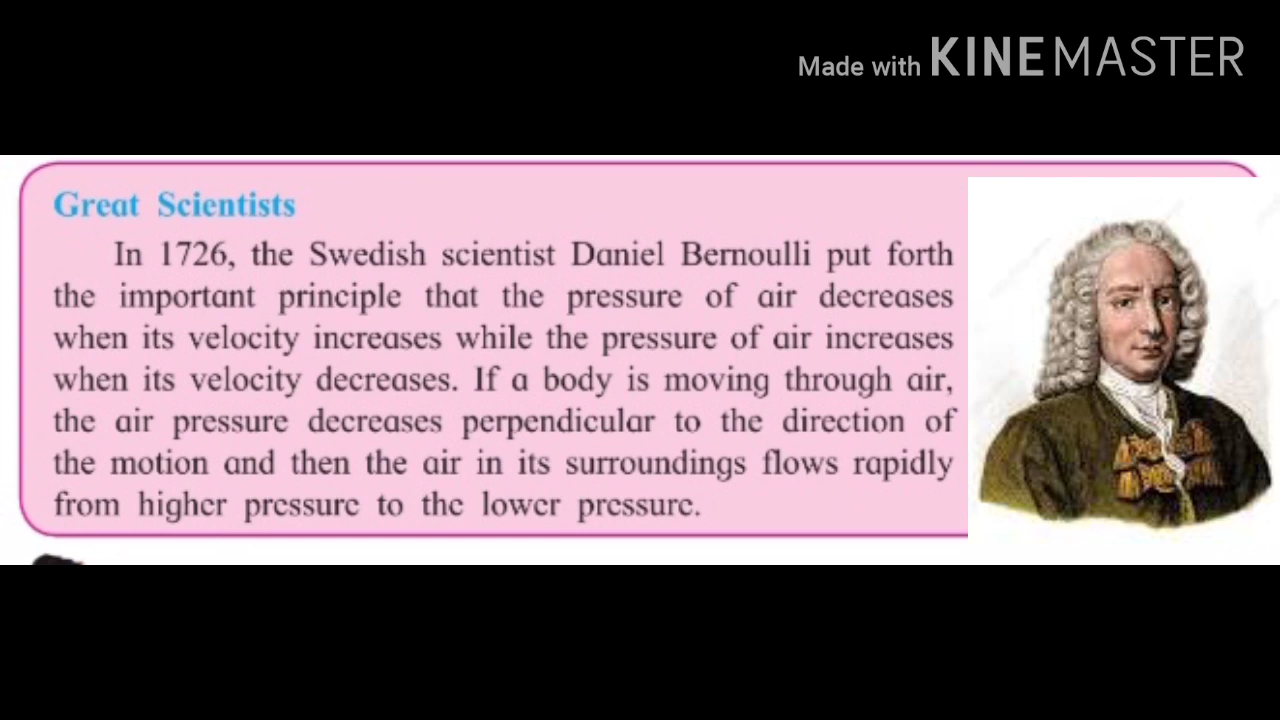 Made with KINEMASTER
Great Scientists
In 1726, the Swedish scientist Daniel Bernoulli put forth
the important principle that the pressure of air decreases
when its velocity increases while the pressure of air increases
when its velocity decreases. If a body is moving through air,
the air pressure decreases perpendicular to the direction of
the motion and then the air in its surroundings flows rapidly
from higher pressure to the lower pressure.